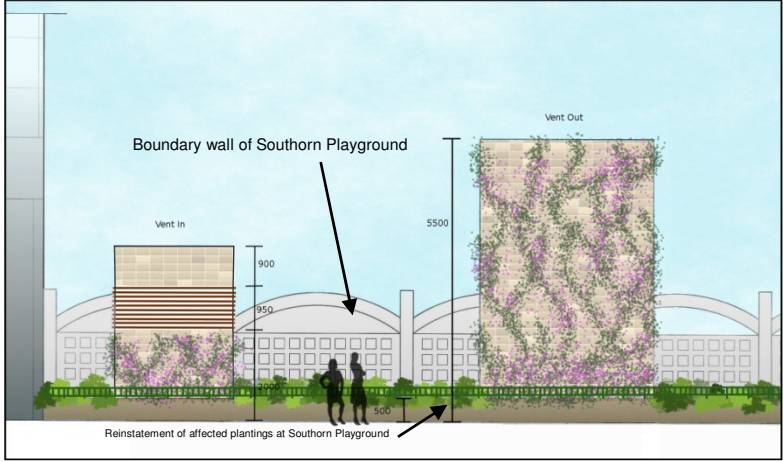 Vent Out
Boundary wall of Southorn Playground
Vent In
5500
900
950
2000
500
Reinstatement of affected plantings at Southorn Playground